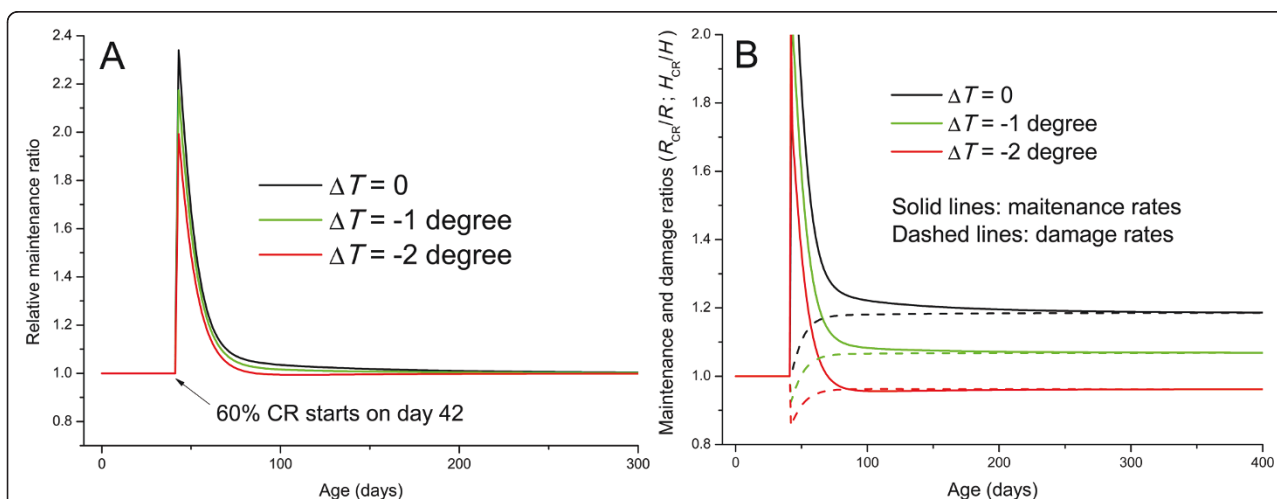 A
Relative maintenance ratio
2.4
2.2
2.0
1.8
1.6
1.4
1.2
1.0
0.8
ΔT = 0
ΔT = -1 degree
ΔT = -2 degree
60% CR starts on day 42
0
100
200
300
Age (days)
B
Maintenance and damage ratios (R_CR/R ; H_CR/H)
2.0
1.8
1.6
1.4
1.2
1.0
0.8
ΔT = 0
ΔT = -1 degree
ΔT = -2 degree
Solid lines: maitenance rates
Dashed lines: damage rates
0
100
200
300
400
Age (days)